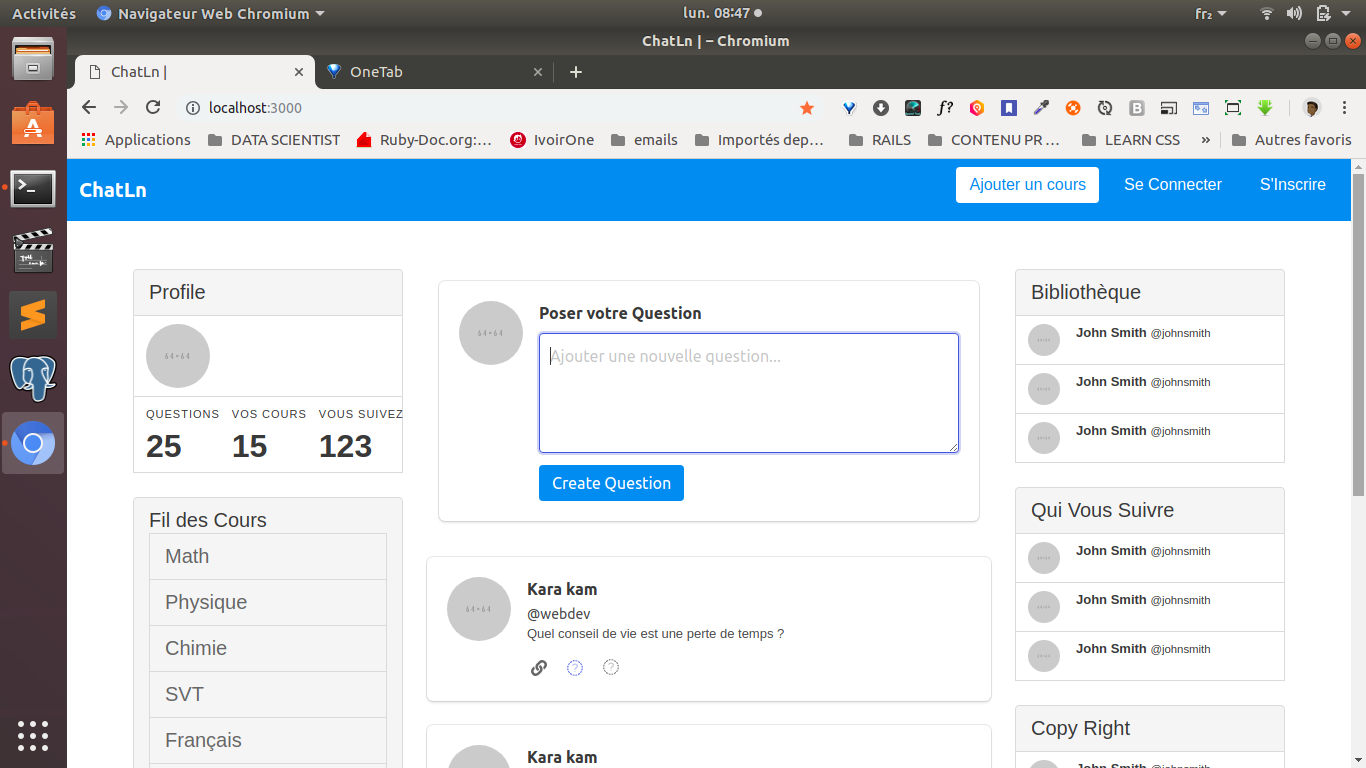 Activités Navigateur Web Chromium lun. 08:47 fr₂
ChatLn | – Chromium
ChatLn | OneTab
localhost:3000 f?
Applications DATA SCIENTIST Ruby-Doc.org:... IvoirOne emails Importés dep... RAILS CONTENU PR ... LEARN CSS » Autres favoris
ChatLn Ajouter un cours Se Connecter S'Inscrire
Profile
64×64
QUESTIONS VOS COURS VOUS SUIVEZ
25 15 123
Fil des Cours
Math
Physique
Chimie
SVT
Français
64×64
Poser votre Question
Ajouter une nouvelle question...
Create Question
64×64
Kara kam
@webdev
Quel conseil de vie est une perte de temps ?
Kara kam
Bibliothèque
John Smith @johnsmith
John Smith @johnsmith
John Smith @johnsmith
Qui Vous Suivre
John Smith @johnsmith
John Smith @johnsmith
John Smith @johnsmith
Copy Right
John Smith @johnsmith